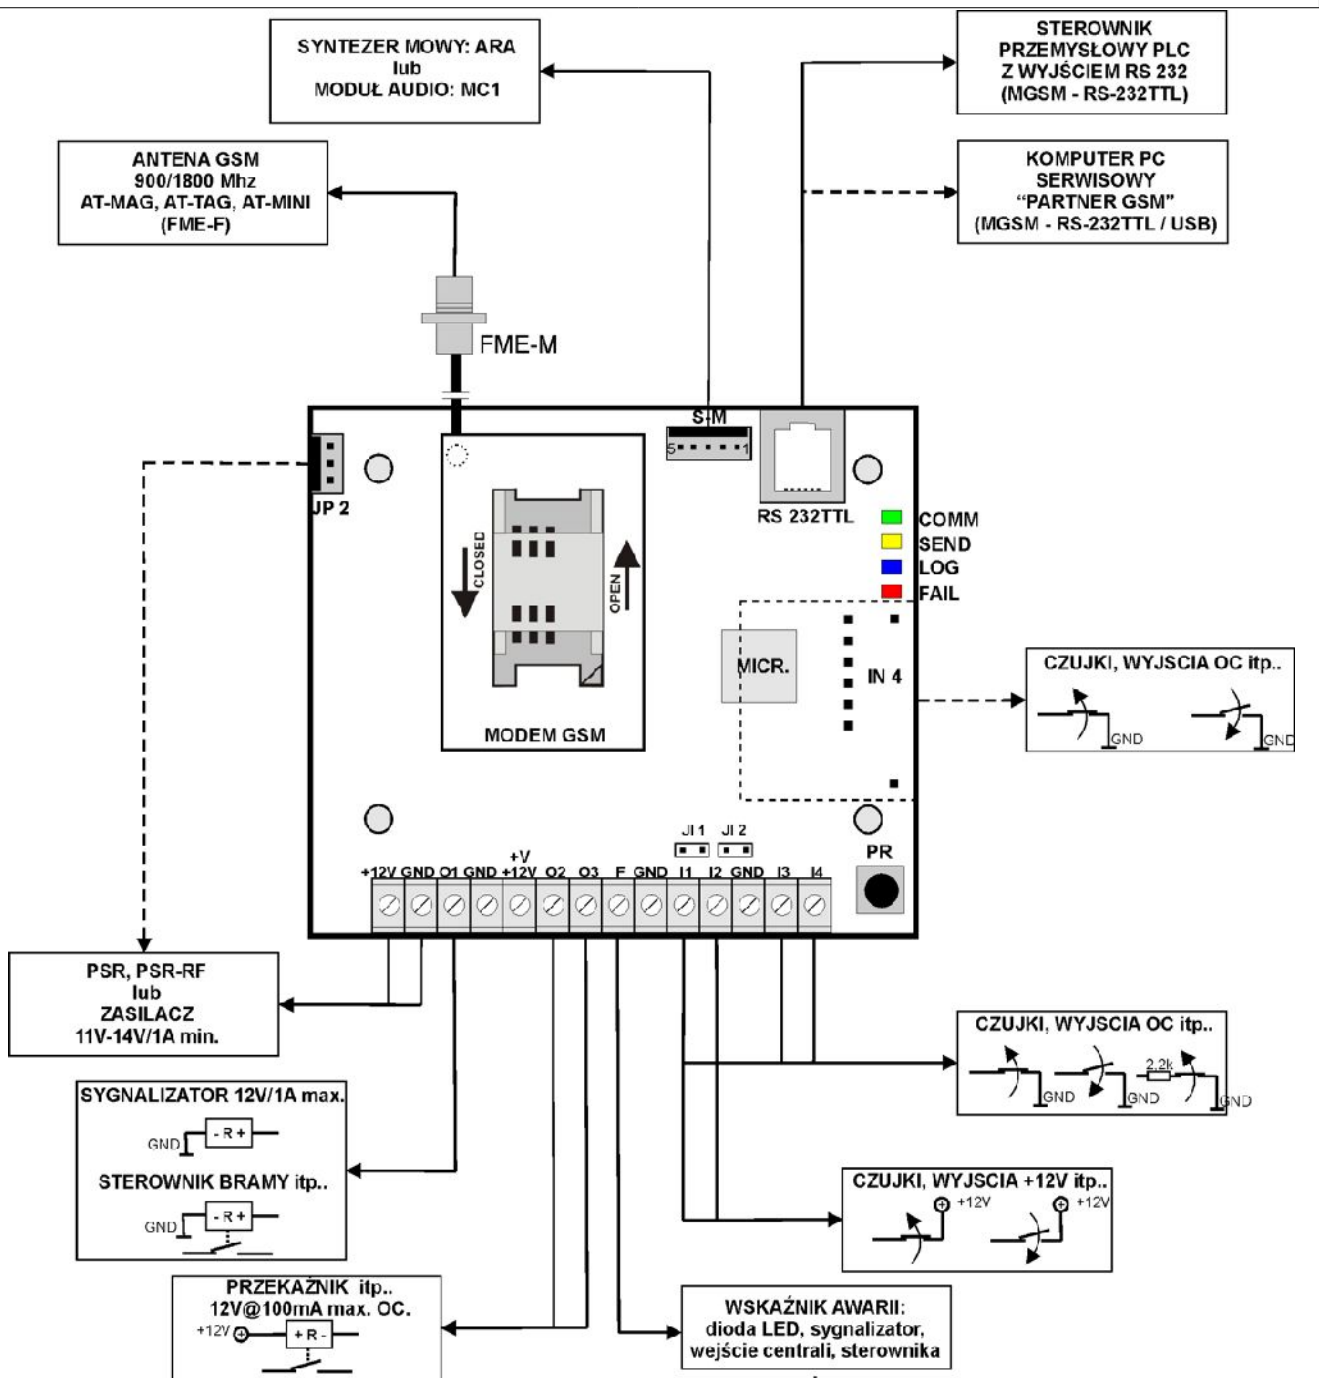 SYNTEZER MOWY: ARA
lub
MODUŁ AUDIO: MC1
STEROWNIK
PRZEMYSŁOWY PLC
Z WYJŚCIEM RS 232
(MGSM - RS-232TTL)
ANTENA GSM
900/1800 Mhz
AT-MAG, AT-TAG, AT-MINI
(FME-F)
KOMPUTER PC
SERWISOWY
“PARTNER GSM”
(MGSM - RS-232TTL / USB)
FME-M
S-M
5 1
JP 2
RS 232TTL
COMM
SEND
LOG
FAIL
CLOSED
OPEN
MICR.
IN 4
MODEM GSM
CZUJKI, WYJSCIA OC itp..
GND
GND
JI 1 JI 2
PR
+V
+12V GND O1 GND +12V O2 O3 F GND I1 I2 GND I3 I4
PSR, PSR-RF
lub
ZASILACZ
11V-14V/1A min.
CZUJKI, WYJSCIA OC itp..
2.2k
GND GND GND
SYGNALIZATOR 12V/1A max.
GND - R +
STEROWNIK BRAMY itp..
GND - R +
CZUJKI, WYJSCIA +12V itp..
+12V +12V
PRZEKAŹNIK itp..
12V@100mA max. OC.
+12V + R -
WSKAŹNIK AWARII:
dioda LED, sygnalizator,
wejście centrali, sterownika